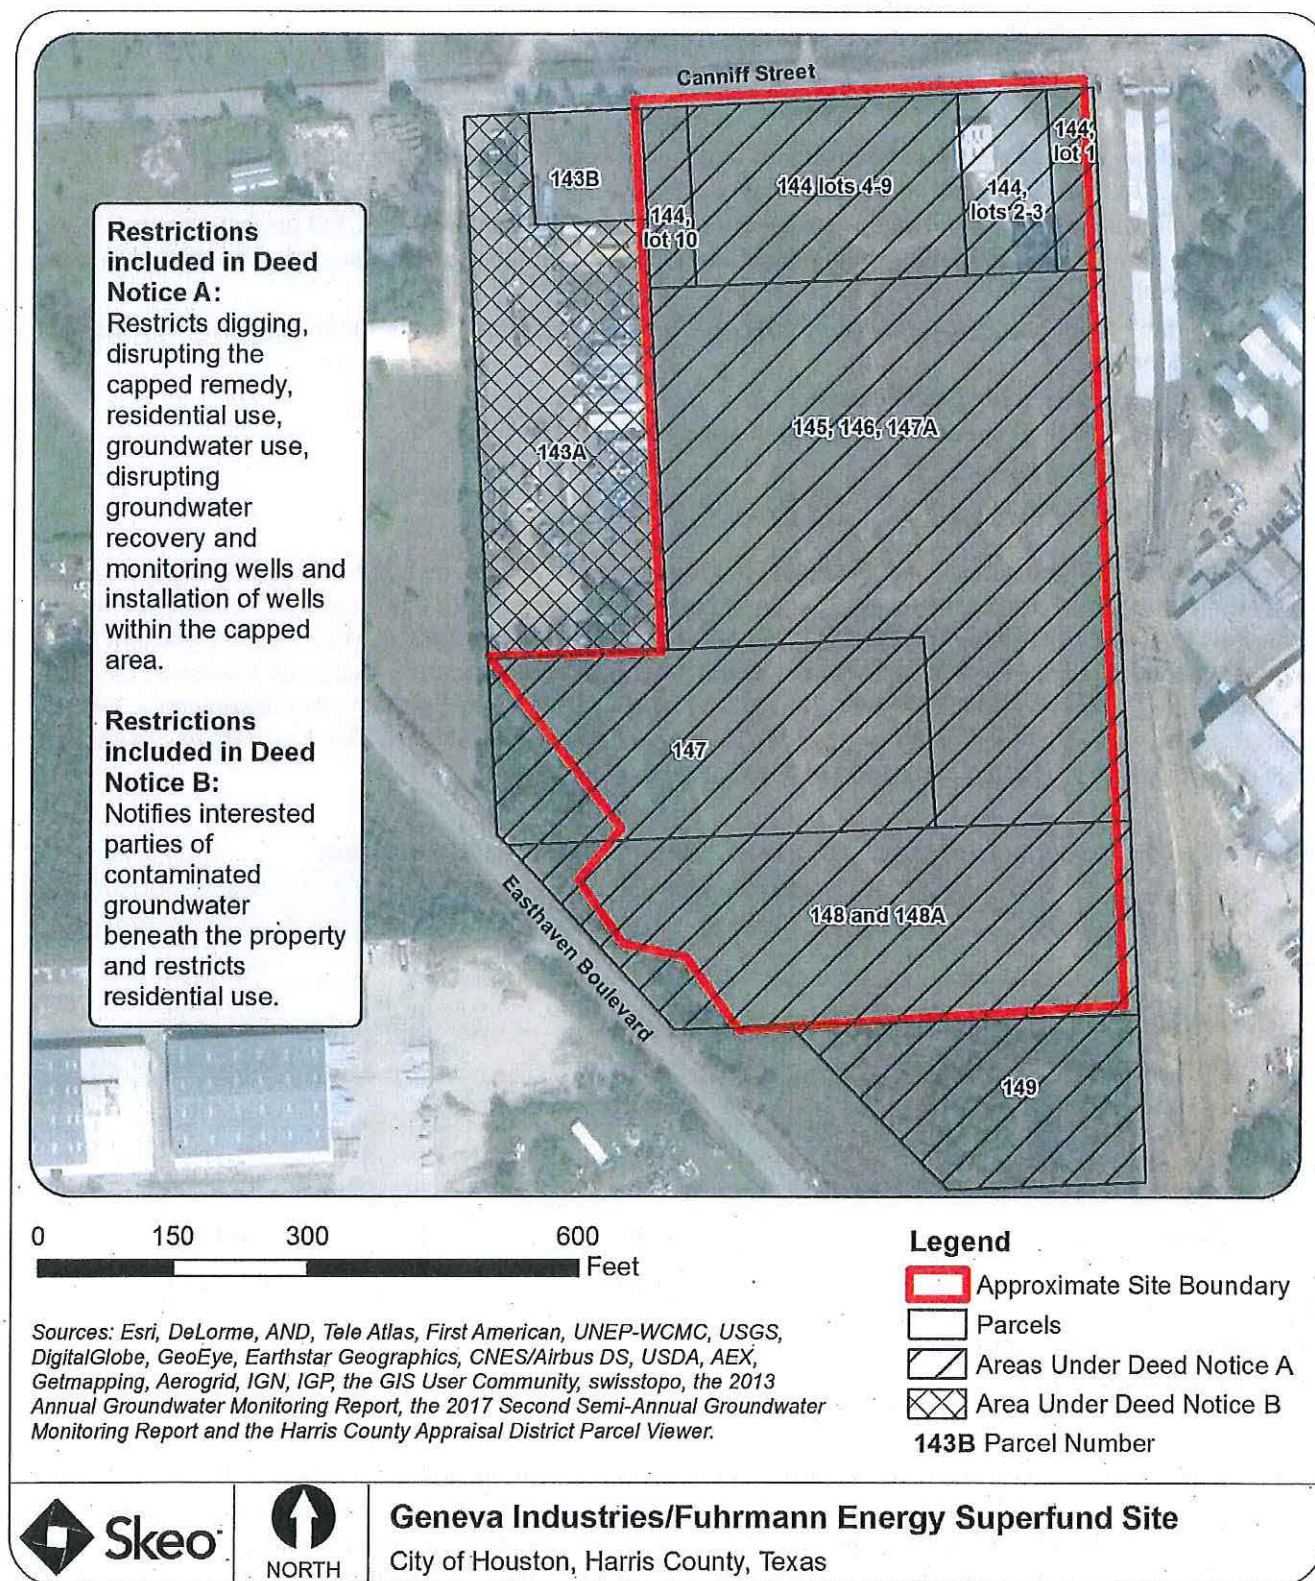 Canniff Street
143B
144,
lot 10
144 lots 4-9
144,
lots 2-3
144,
lot 1
Restrictions
included in Deed
Notice A:
Restricts digging,
disrupting the
capped remedy,
residential use,
groundwater use,
disrupting
groundwater
recovery and
monitoring wells and
installation of wells
within the capped
area.
Restrictions
included in Deed
Notice B:
Notifies interested
parties of
contaminated
groundwater
beneath the property
and restricts
residential use.
143A
145, 146, 147A
147
148 and 148A
Easthaven Boulevard
149
0 150 300 600
Feet
Sources: Esri, DeLorme, AND, Tele Atlas, First American, UNEP-WCMC, USGS,
DigitalGlobe, GeoEye, Earthstar Geographics, CNES/Airbus DS, USDA, AEX,
Getmapping, Aerogrid, IGN, IGP, the GIS User Community, swisstopo, the 2013
Annual Groundwater Monitoring Report, the 2017 Second Semi-Annual Groundwater
Monitoring Report and the Harris County Appraisal District Parcel Viewer.
Legend
Approximate Site Boundary
Parcels
Areas Under Deed Notice A
Area Under Deed Notice B
143B Parcel Number
Skeo
NORTH
Geneva Industries/Fuhrmann Energy Superfund Site
City of Houston, Harris County, Texas